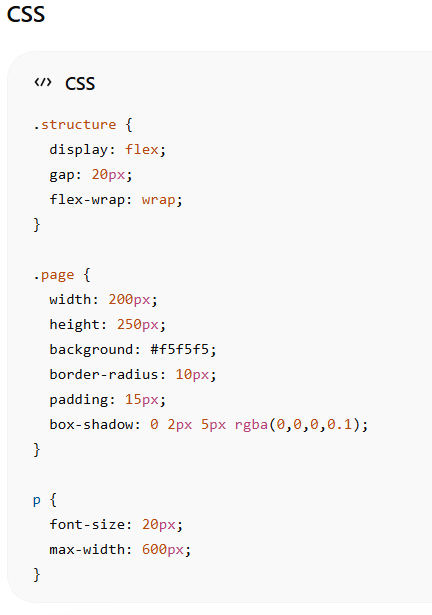 CSS
</> CSS
.structure {
  display: flex;
  gap: 20px;
  flex-wrap: wrap;
}
.page {
  width: 200px;
  height: 250px;
  background: #f5f5f5;
  border-radius: 10px;
  padding: 15px;
  box-shadow: 0 2px 5px rgba(0,0,0,0.1);
}
p {
  font-size: 20px;
  max-width: 600px;
}